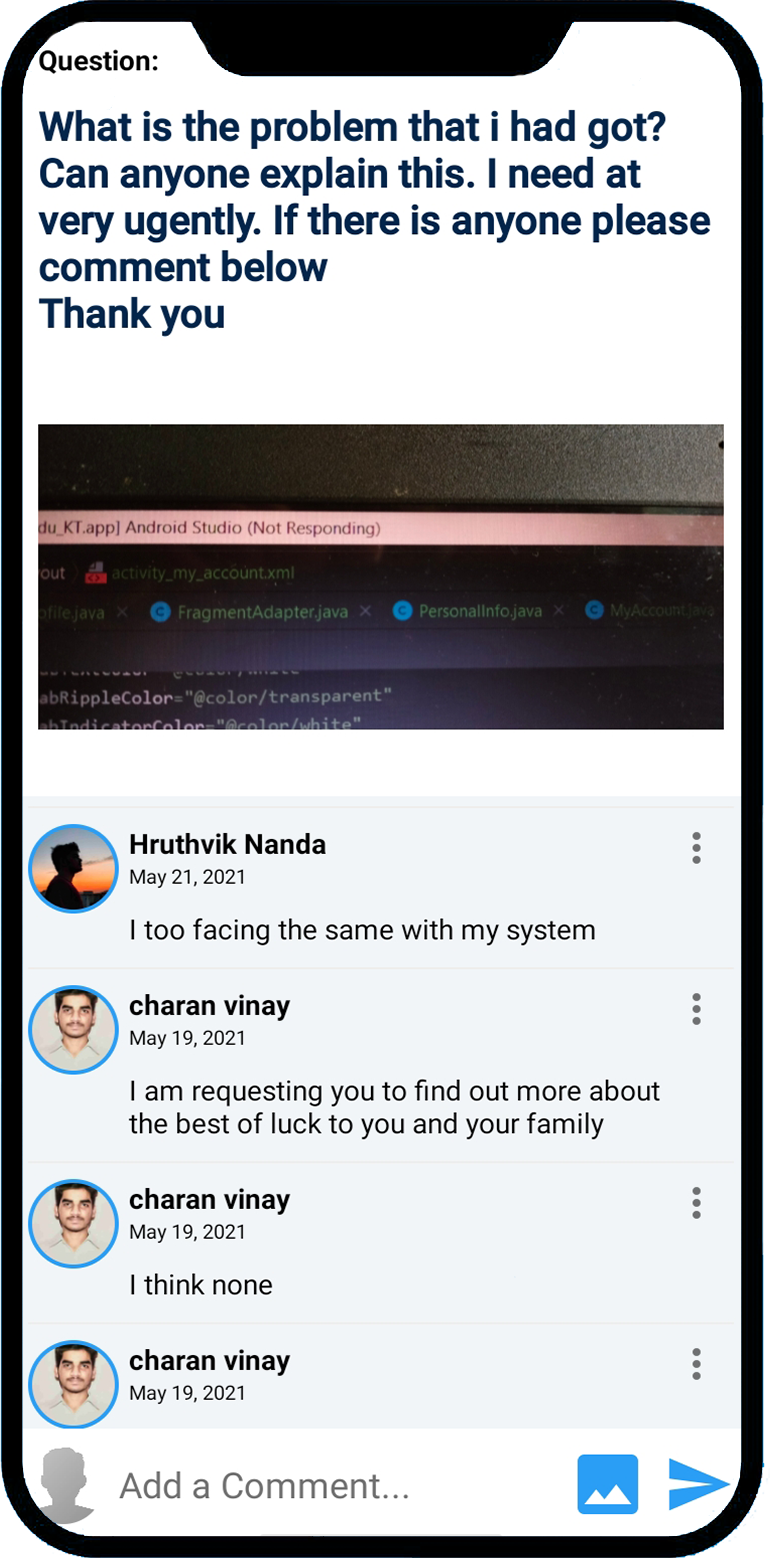 Question:
What is the problem that i had got?
Can anyone explain this. I need at
very ugently. If there is anyone please
comment below
Thank you
du_KT.app] Android Studio (Not Responding)
out activity_my_account.xml
ofile.java × FragmentAdapter.java × PersonalInfo.java × MyAccount.java
abRippleColor="@color/transparent"
abIndicatorColor="@color/white"
Hruthvik Nanda
May 21, 2021
I too facing the same with my system
charan vinay
May 19, 2021
I am requesting you to find out more about
the best of luck to you and your family
charan vinay
May 19, 2021
I think none
charan vinay
May 19, 2021
Add a Comment...